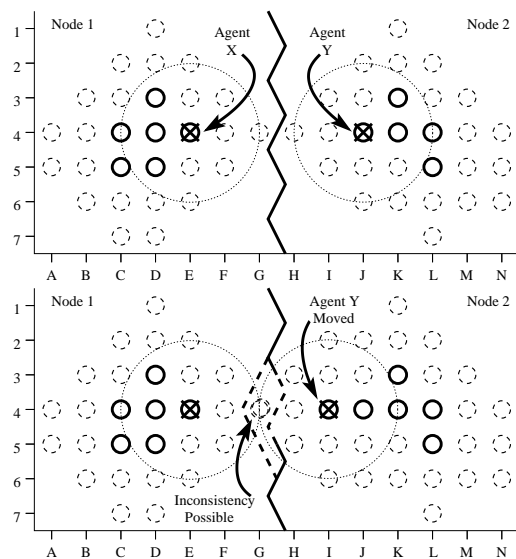 Node 1
Agent
X
Agent
Y
Node 2
1
2
3
4
5
6
7
A B C D E F G H I J K L M N
Node 1
Agent Y
Moved
Node 2
1
2
3
4
5
6
7
Inconsistency
Possible
A B C D E F G H I J K L M N